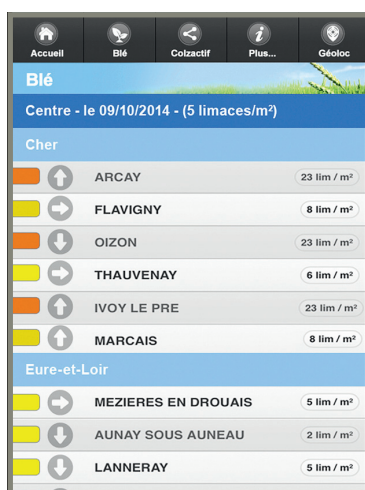 Accueil Blé Colzactif Plus... Géoloc
Blé
Centre - le 09/10/2014 - (5 limaces/m²)
Cher
ARCAY 23 lim / m²
FLAVIGNY 8 lim / m²
OIZON 23 lim / m²
THAUVENAY 6 lim / m²
IVOY LE PRE 23 lim / m²
MARCAIS 8 lim / m²
Eure-et-Loir
MEZIERES EN DROUAIS 5 lim / m²
AUNAY SOUS AUNEAU 2 lim / m²
LANNERAY 5 lim / m²